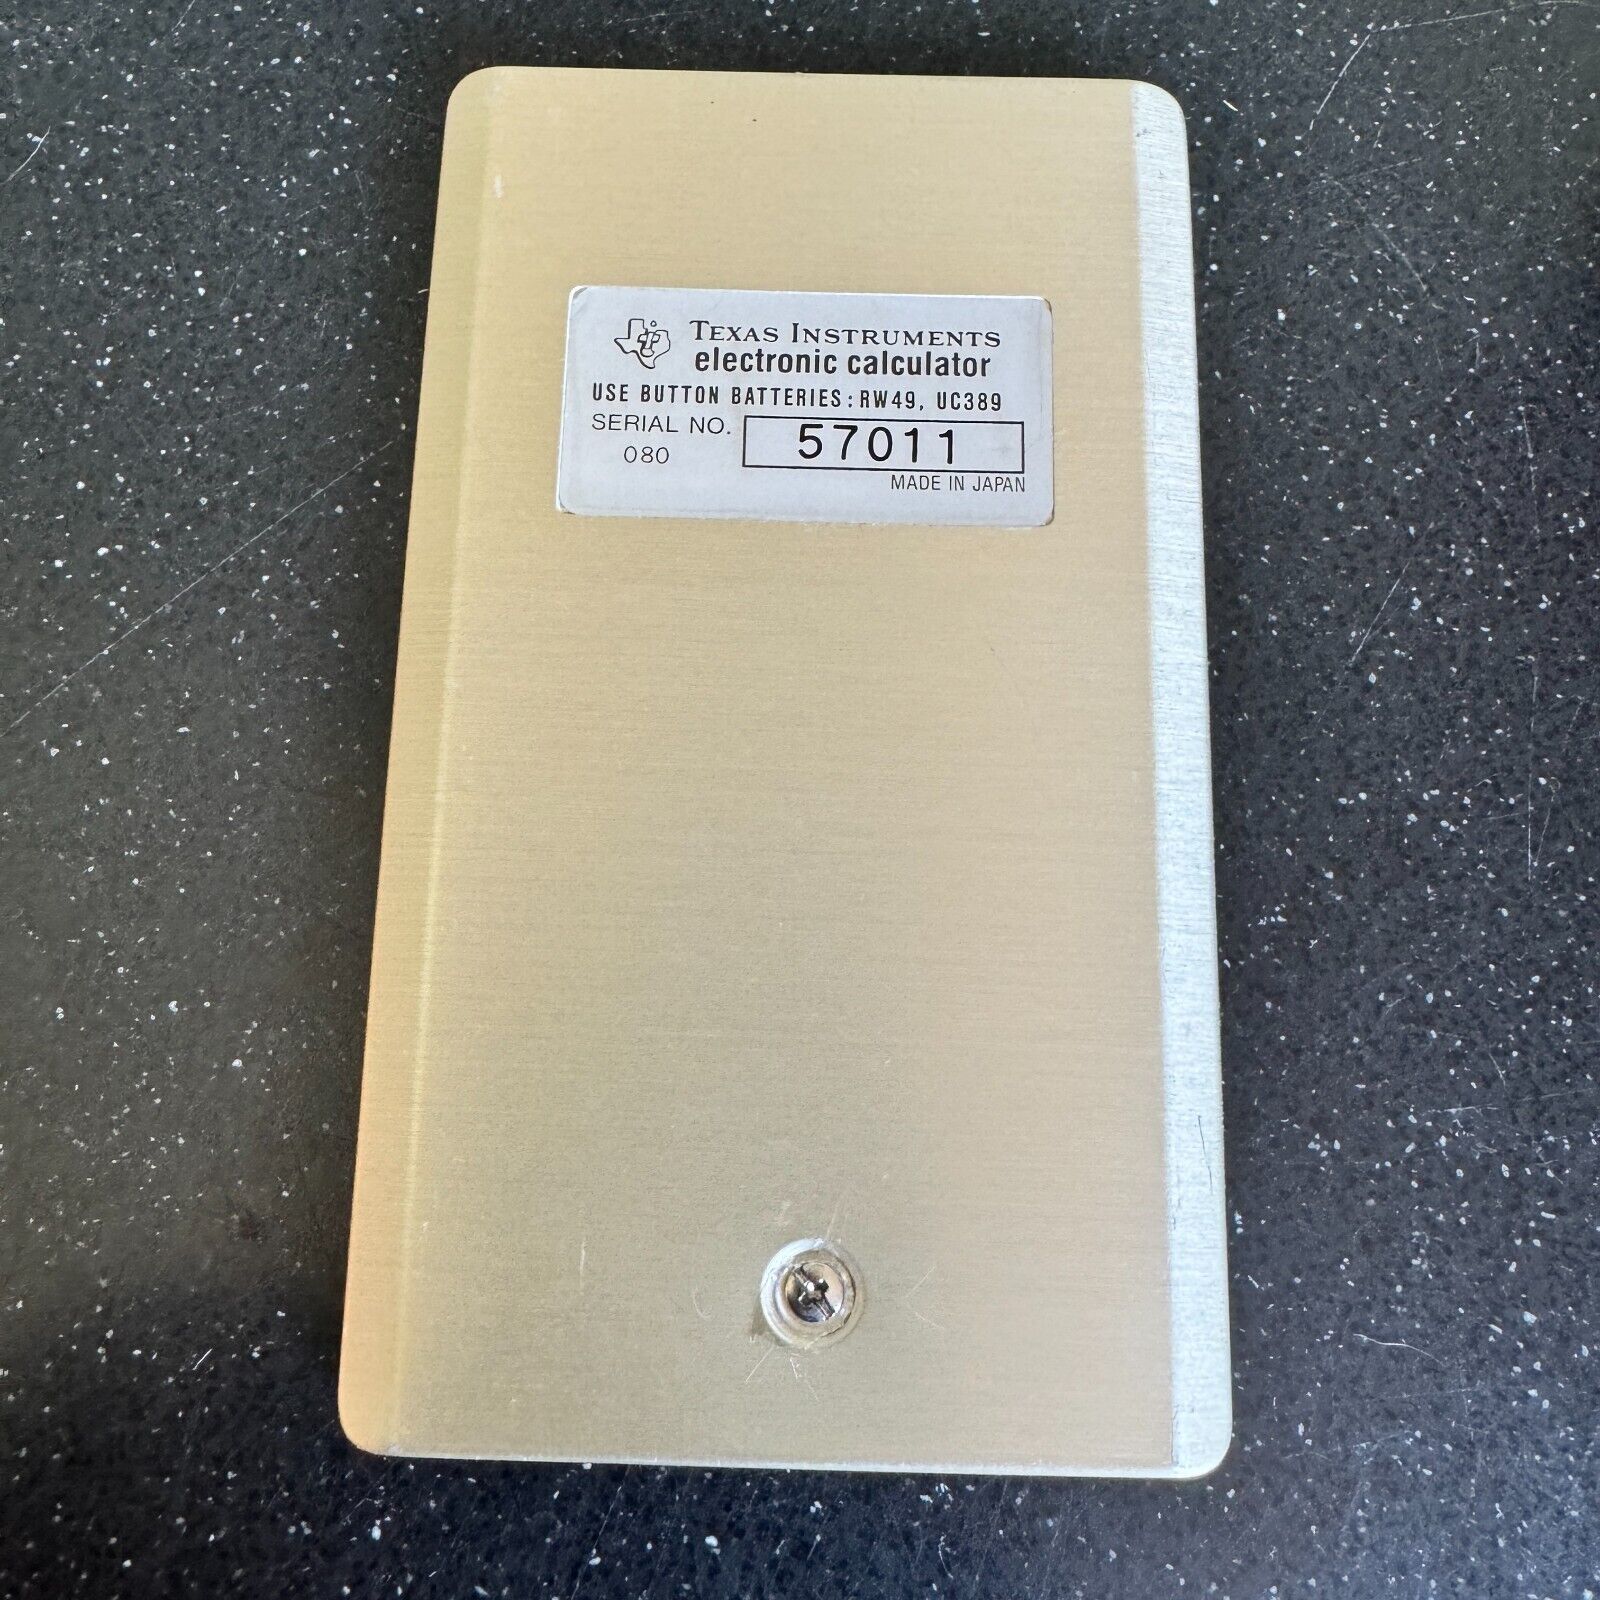 TEXAS INSTRUMENTS
electronic calculator
USE BUTTON BATTERIES: RW49, UC389
SERIAL NO. 57011
080
MADE IN JAPAN